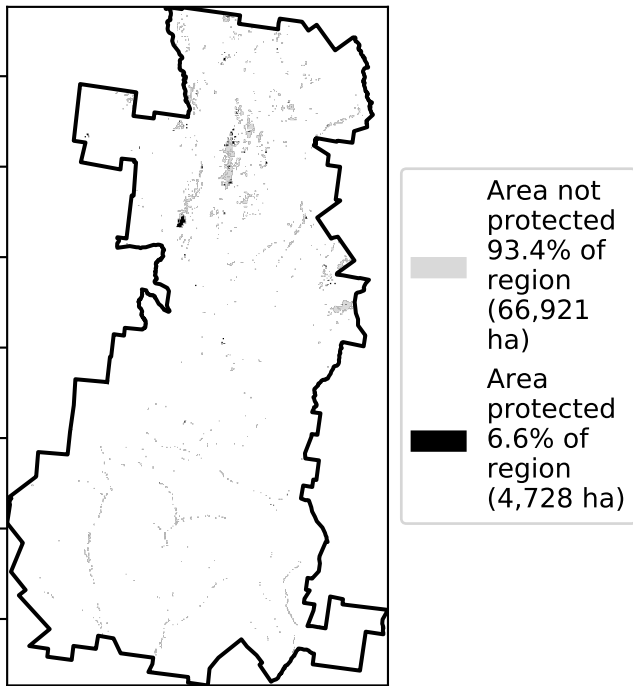 Area not
protected
93.4% of
region
(66,921
ha)
Area
protected
6.6% of
region
(4,728 ha)